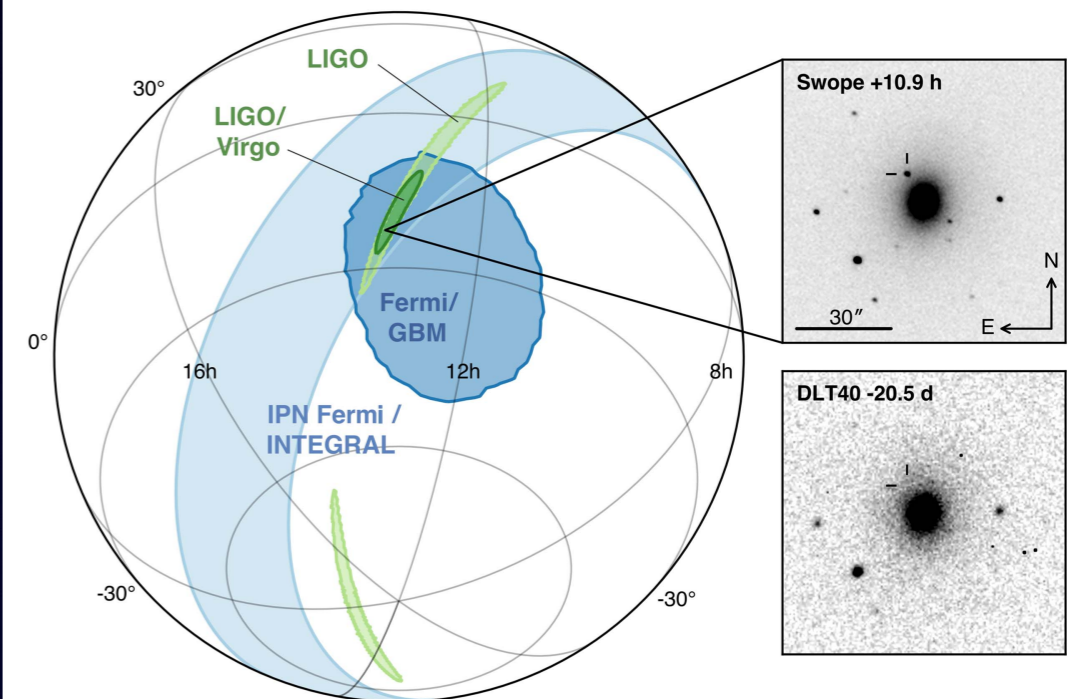 LIGO
30°
LIGO/
Virgo
Fermi/
GBM
0°
16h
12h
8h
IPN Fermi /
INTEGRAL
-30°
-30°
Swope +10.9 h
N
30″
E
DLT40 -20.5 d